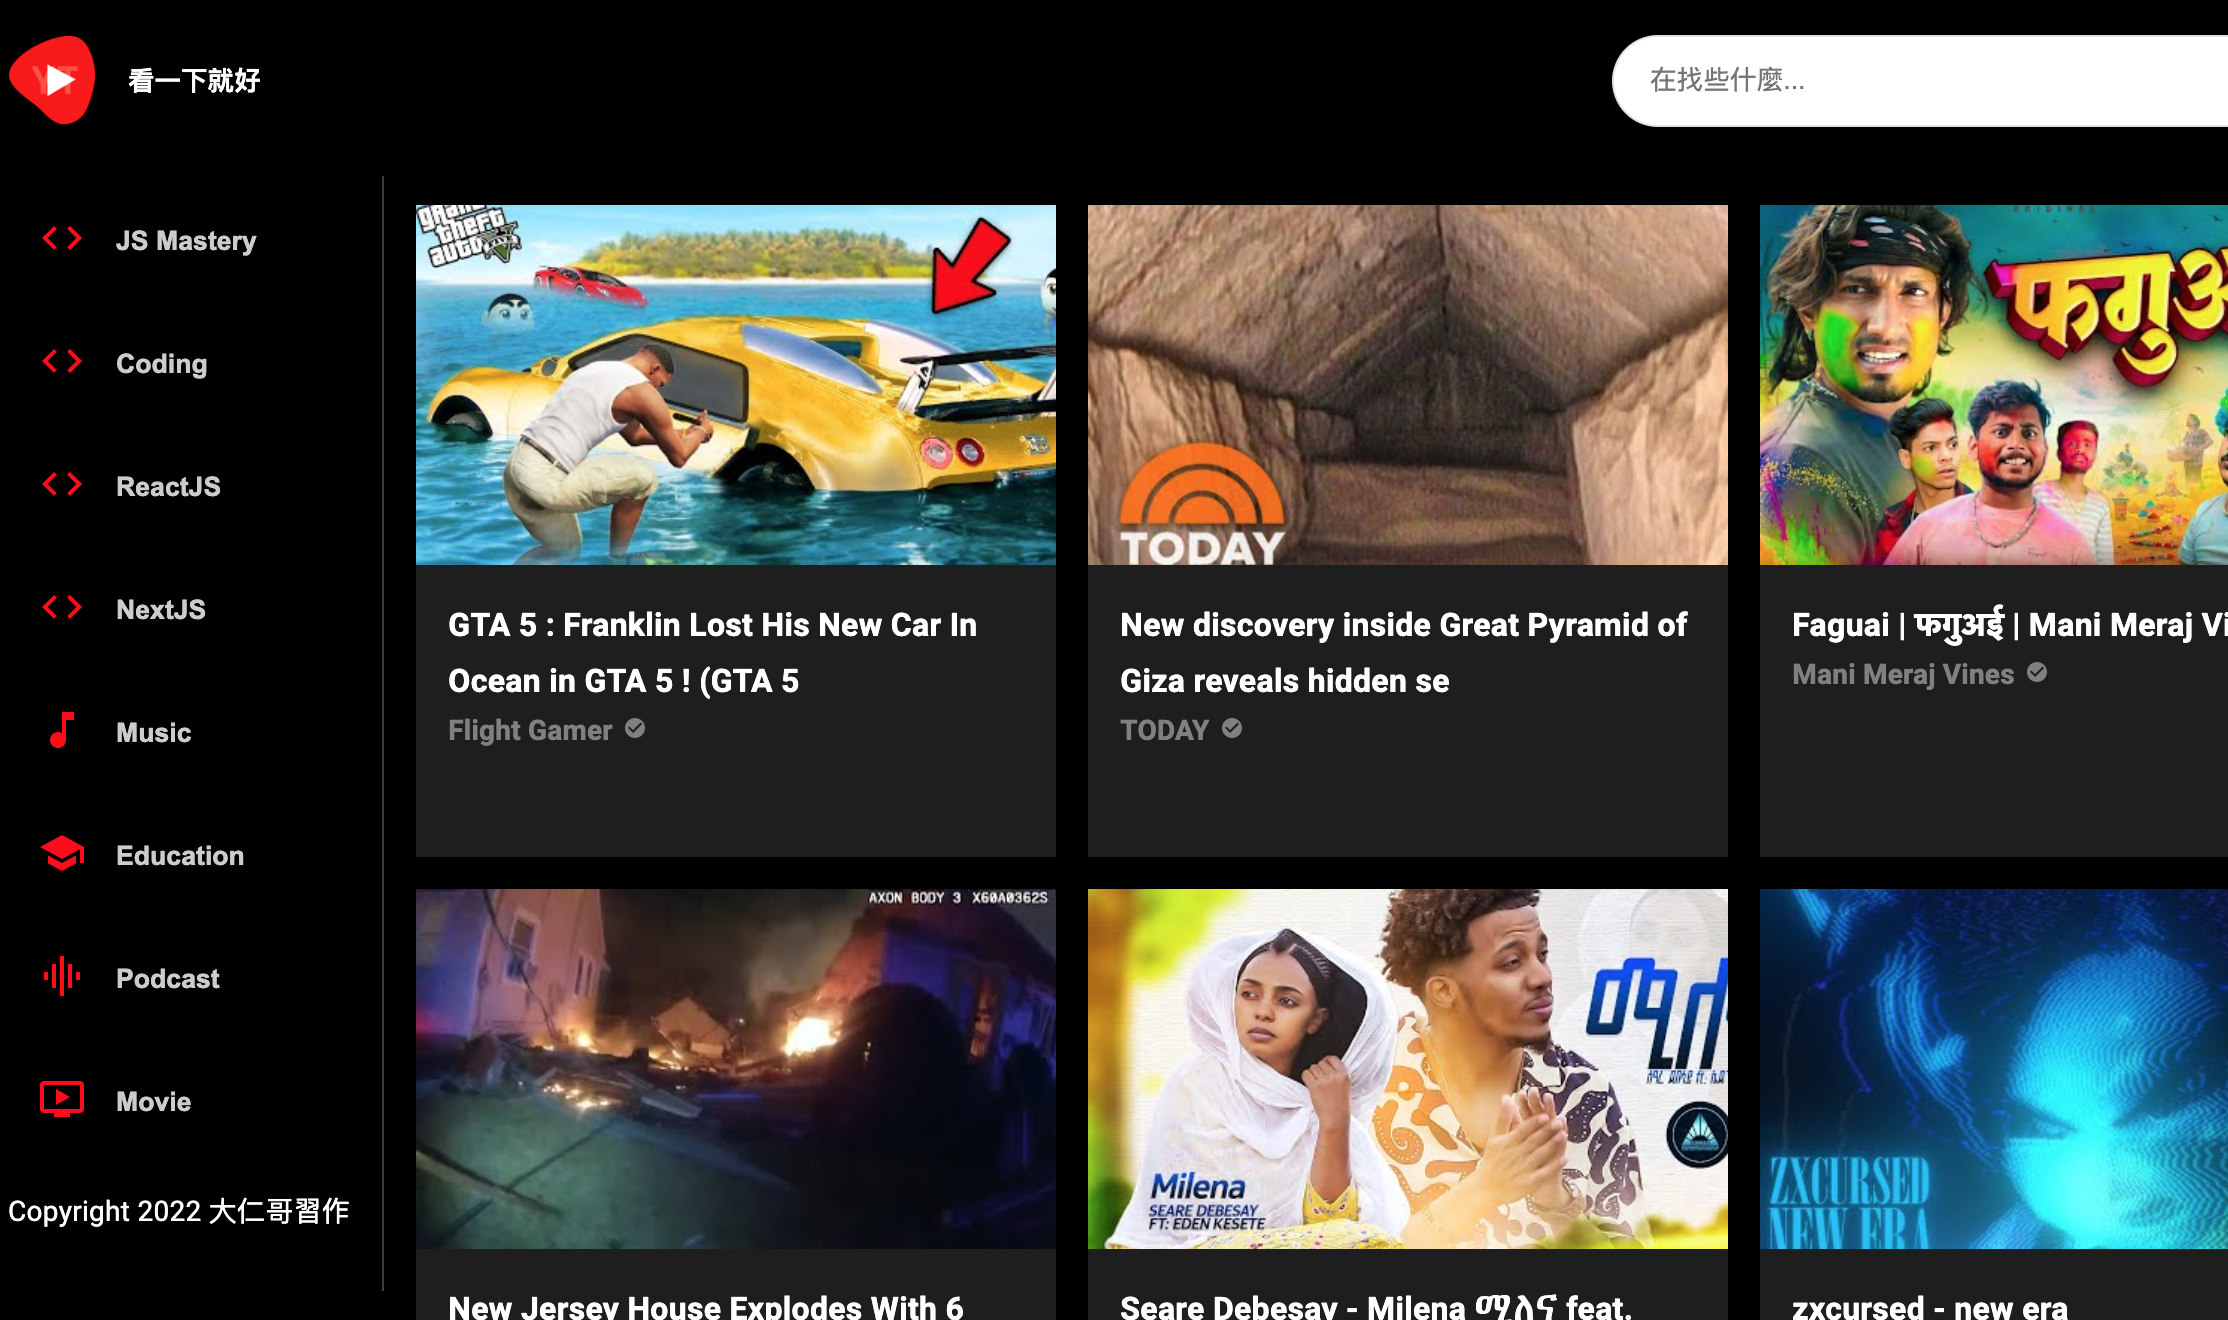 YT
看一下就好
在找些什麼...
JS Mastery
Coding
ReactJS
NextJS
Music
Education
Podcast
Movie
Copyright 2022 大仁哥習作
grand
theft
auto V
GTA 5 : Franklin Lost His New Car In
Ocean in GTA 5 ! (GTA 5
Flight Gamer
TODAY
New discovery inside Great Pyramid of
Giza reveals hidden se
TODAY
फगुअ
Faguai | फगुअई | Mani Meraj Vi
Mani Meraj Vines
AXON BODY 3 X60A0362S
New Jersey House Explodes With 6
ሚለ
Milena
SEARE DEBESAY
FT: EDEN KESETE
Seare Debesay - Milena ሚለና feat.
ZXCURSED
NEW ERA
zxcursed - new era